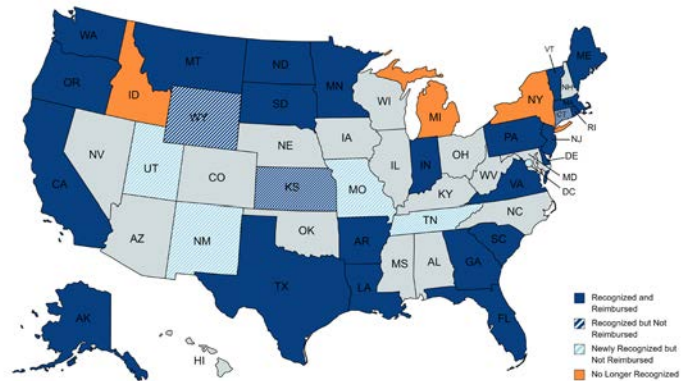 WA
MT
ND
MN
VT
ME
OR
ID
SD
WI
MI
NY
NH
WY
RI
CT
NV
NE
IA
PA
NJ
UT
CO
IL
IN
OH
DE
CA
KS
MO
WV
MD
VA
DC
KY
AZ
NM
OK
TN
NC
AR
SC
TX
MS
AL
GA
LA
AK
HI
FL
Recognized and
Reimbursed
Recognized but Not
Reimbursed
Newly Recognized but
Not Reimbursed
No Longer Recognized